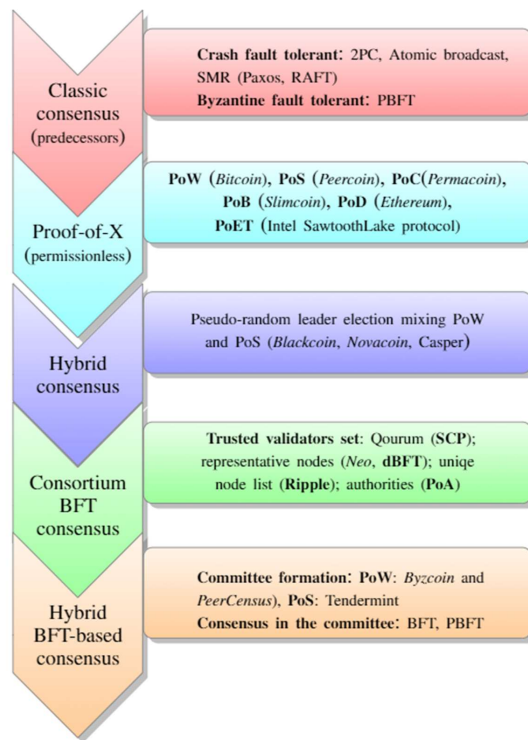 Classic
consensus
(predecessors)
Crash fault tolerant: 2PC, Atomic broadcast,
SMR (Paxos, RAFT)
Byzantine fault tolerant: PBFT
Proof-of-X
(permissionless)
PoW (Bitcoin), PoS (Peercoin), PoC(Permacoin),
PoB (Slimcoin), PoD (Ethereum),
PoET (Intel SawtoothLake protocol)
Hybrid
consensus
Pseudo-random leader election mixing PoW
and PoS (Blackcoin, Novacoin, Casper)
Consortium
BFT
consensus
Trusted validators set: Qourum (SCP);
representative nodes (Neo, dBFT); uniqe
node list (Ripple); authorities (PoA)
Hybrid
BFT-based
consensus
Committee formation: PoW: Byzcoin and
PeerCensus), PoS: Tendermint
Consensus in the committee: BFT, PBFT